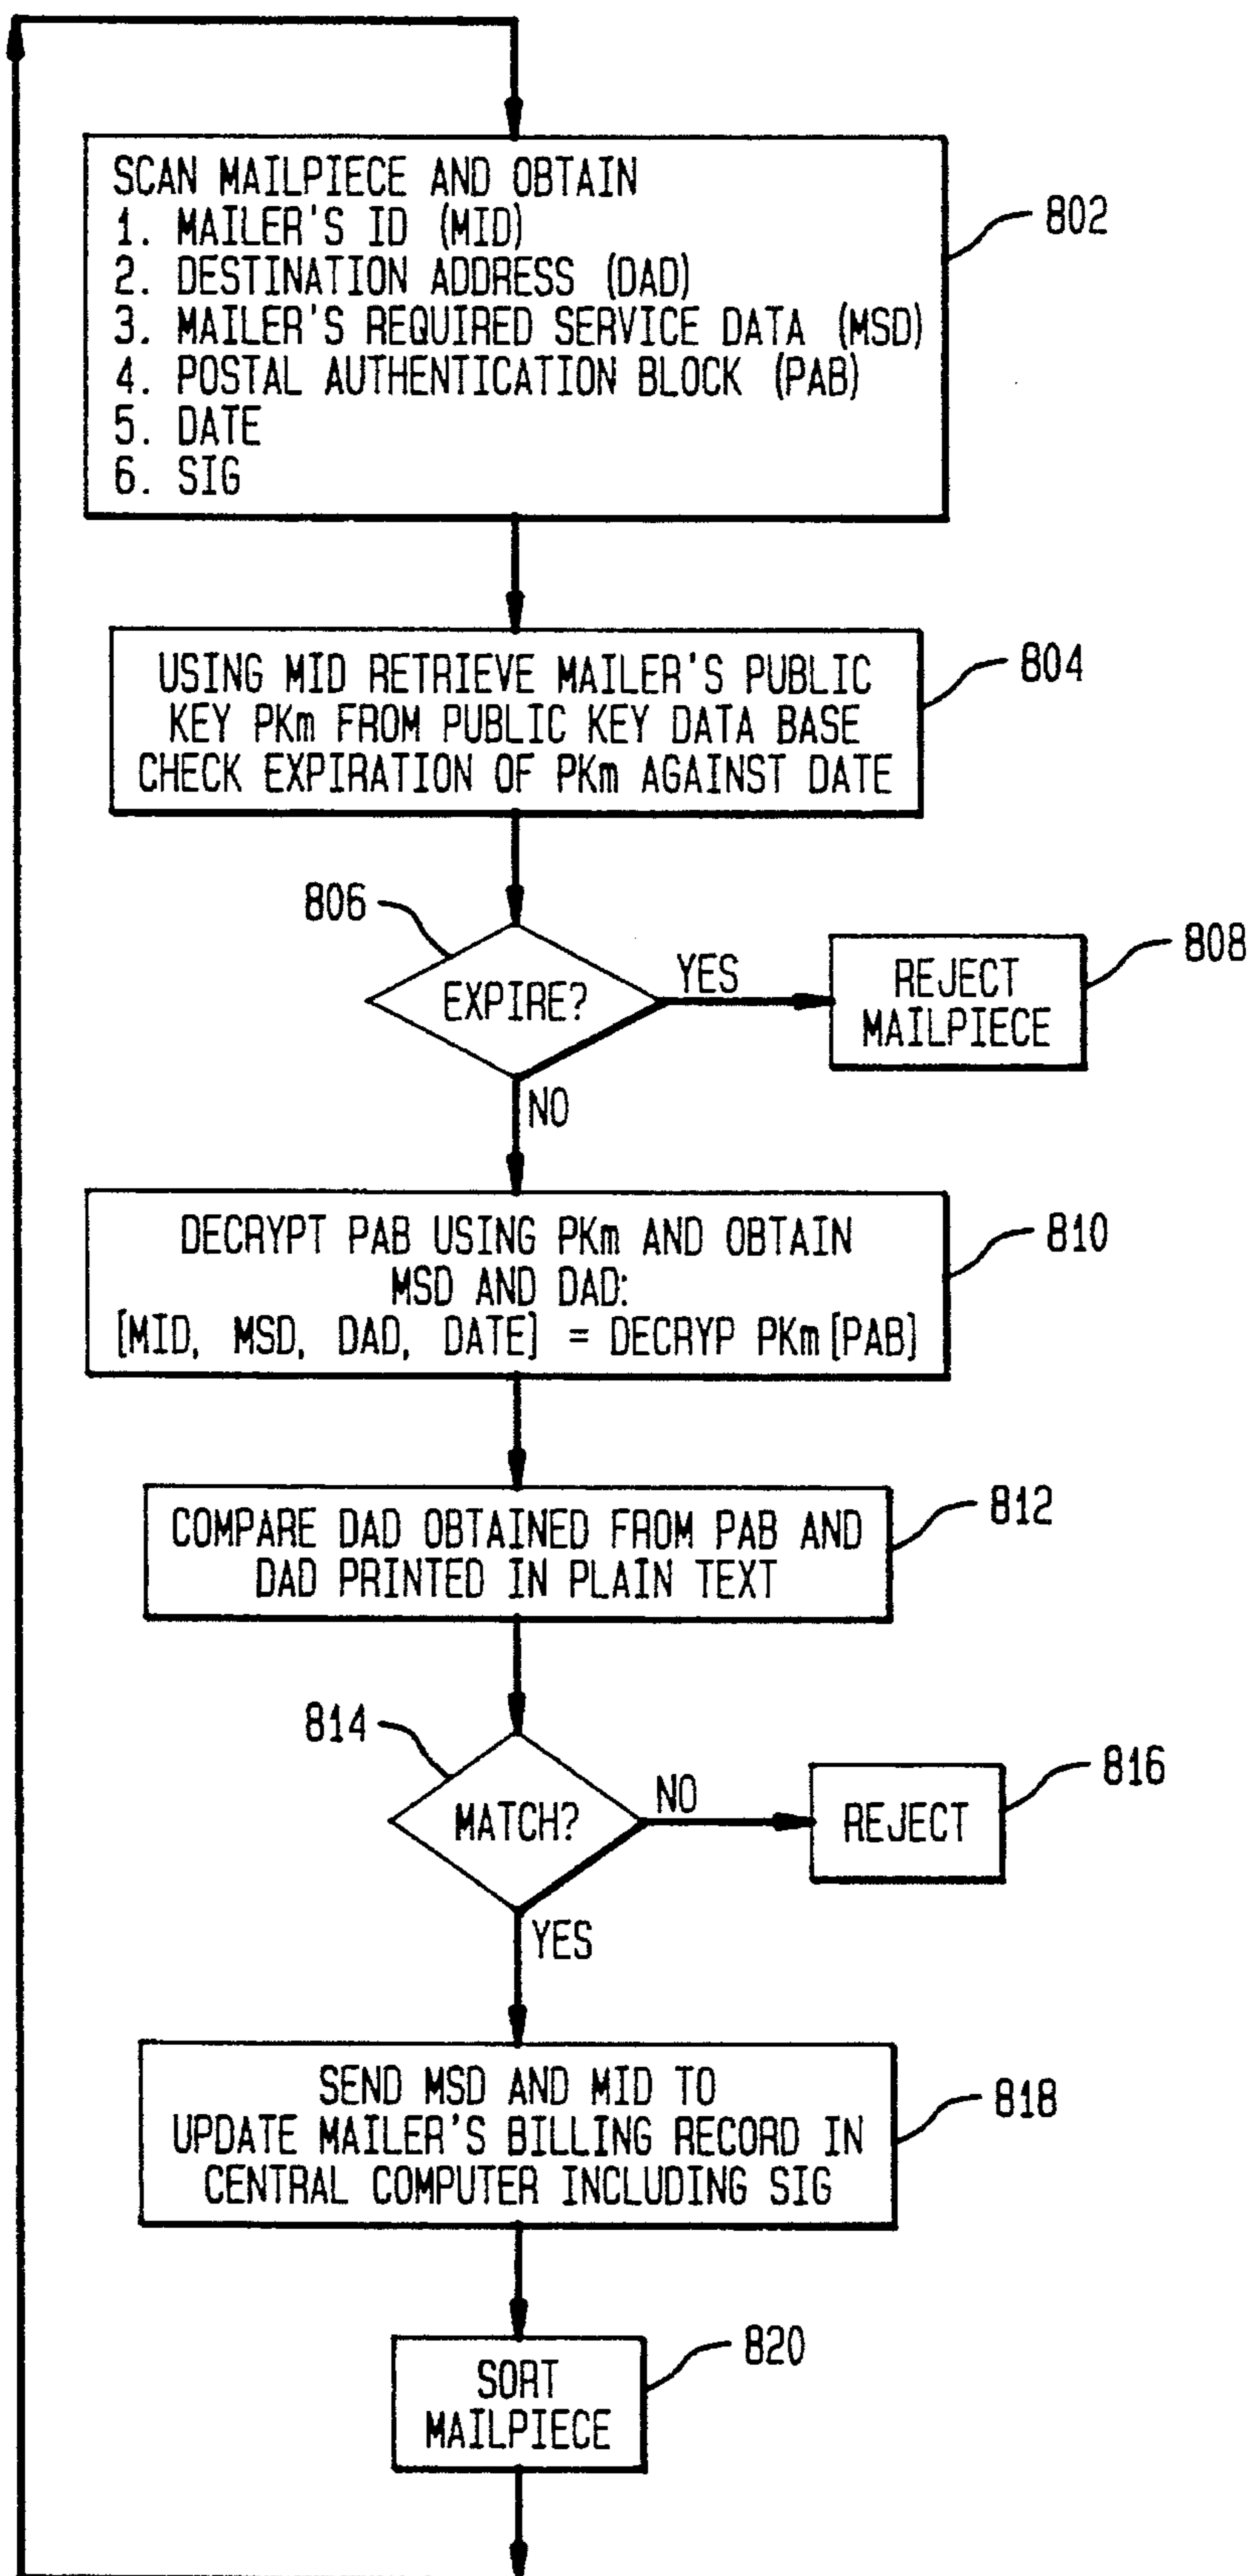 SCAN MAILPIECE AND OBTAIN
1. MAILER'S ID (MID)
2. DESTINATION ADDRESS (DAD)
3. MAILER'S REQUIRED SERVICE DATA (MSD)
4. POSTAL AUTHENTICATION BLOCK (PAB)
5. DATE
6. SIG
802
USING MID RETRIEVE MAILER'S PUBLIC
KEY PKm FROM PUBLIC KEY DATA BASE
CHECK EXPIRATION OF PKm AGAINST DATE
804
806
EXPIRE?
YES
REJECT
MAILPIECE
808
NO
DECRYPT PAB USING PKm AND OBTAIN
MSD AND DAD:
[MID, MSD, DAD, DATE] = DECRYP PKm[PAB]
810
COMPARE DAD OBTAINED FROM PAB AND
DAD PRINTED IN PLAIN TEXT
812
814
MATCH?
NO
REJECT
816
YES
SEND MSD AND MID TO
UPDATE MAILER'S BILLING RECORD IN
CENTRAL COMPUTER INCLUDING SIG
818
SORT
MAILPIECE
820